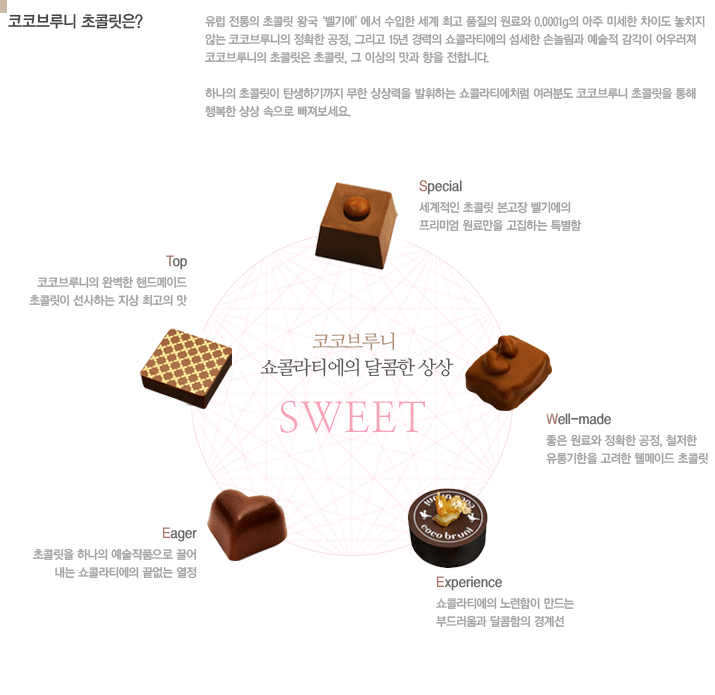 코코브루니 초콜릿은?
유럽 전통의 초콜릿 왕국 '벨기에' 에서 수입한 세계 최고 품질의 원료와 0.0001g의 아주 미세한 차이도 놓치지
않는 코코브루니의 정확한 공정, 그리고 15년 경력의 쇼콜라티에의 섬세한 손놀림과 예술적 감각이 어우러져
코코브루니의 초콜릿은 초콜릿, 그 이상의 맛과 향을 전합니다.
하나의 초콜릿이 탄생하기까지 무한 상상력을 발휘하는 쇼콜라티에처럼 여러분도 코코브루니 초콜릿을 통해
행복한 상상 속으로 빠져보세요.
Special
세계적인 초콜릿 본고장 벨기에의
프리미엄 원료만을 고집하는 특별함
Top
코코브루니의 완벽한 핸드메이드
초콜릿이 선사하는 지상 최고의 맛
코코브루니
쇼콜라티에의 달콤한 상상
SWEET
Well-made
좋은 원료와 정확한 공정, 철저한
유통기한을 고려한 웰메이드 초콜릿
Eager
초콜릿을 하나의 예술작품으로 끌어
내는 쇼콜라티에의 끝없는 열정
coco bruni
Experience
쇼콜라티에의 노련함이 만드는
부드러움과 달콤함의 경계선